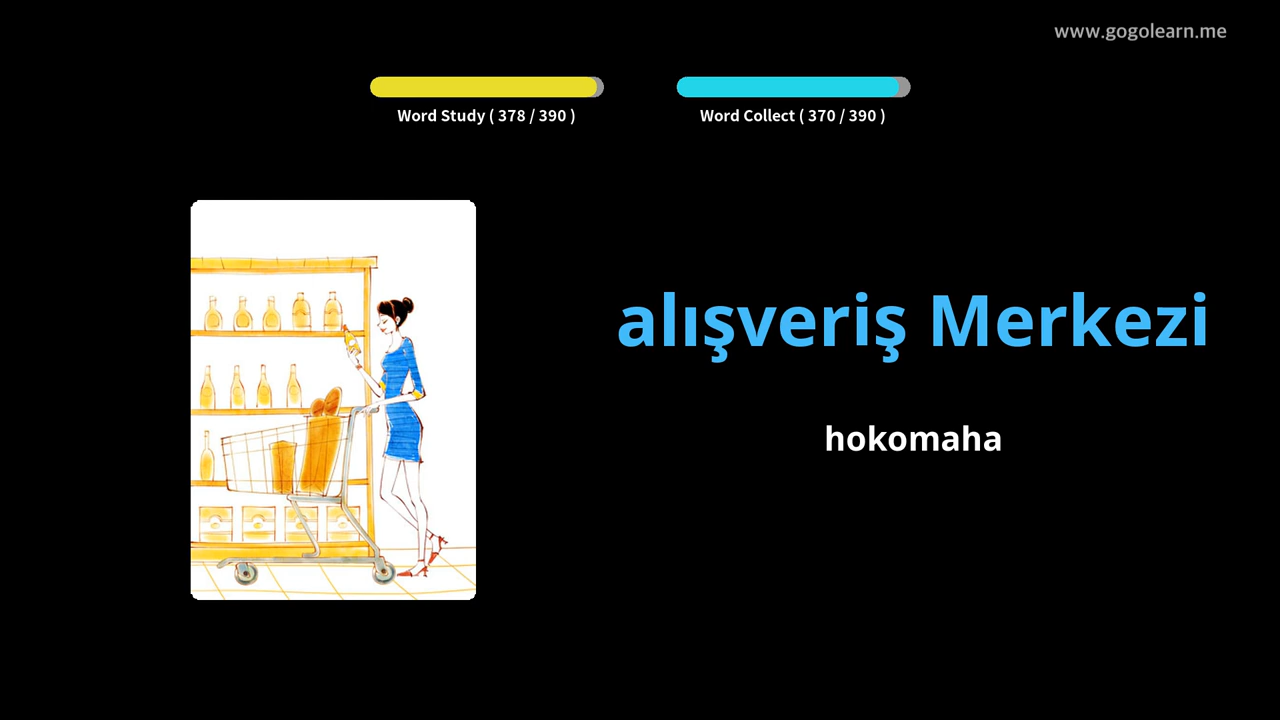 www.gogolearn.me
Word Study ( 378 / 390 )
Word Collect ( 370 / 390 )
alışveriş Merkezi
hokomaha